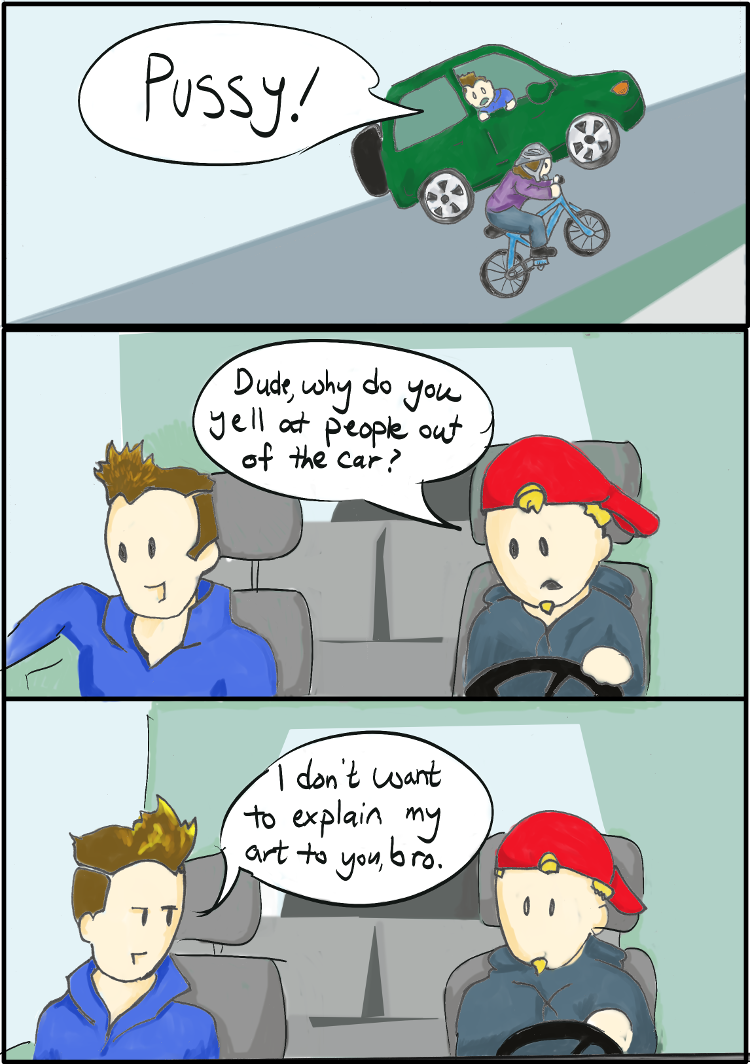 Pussy!
Dude, why do you
yell at people out
of the car?
I don't want
to explain my
art to you, bro.